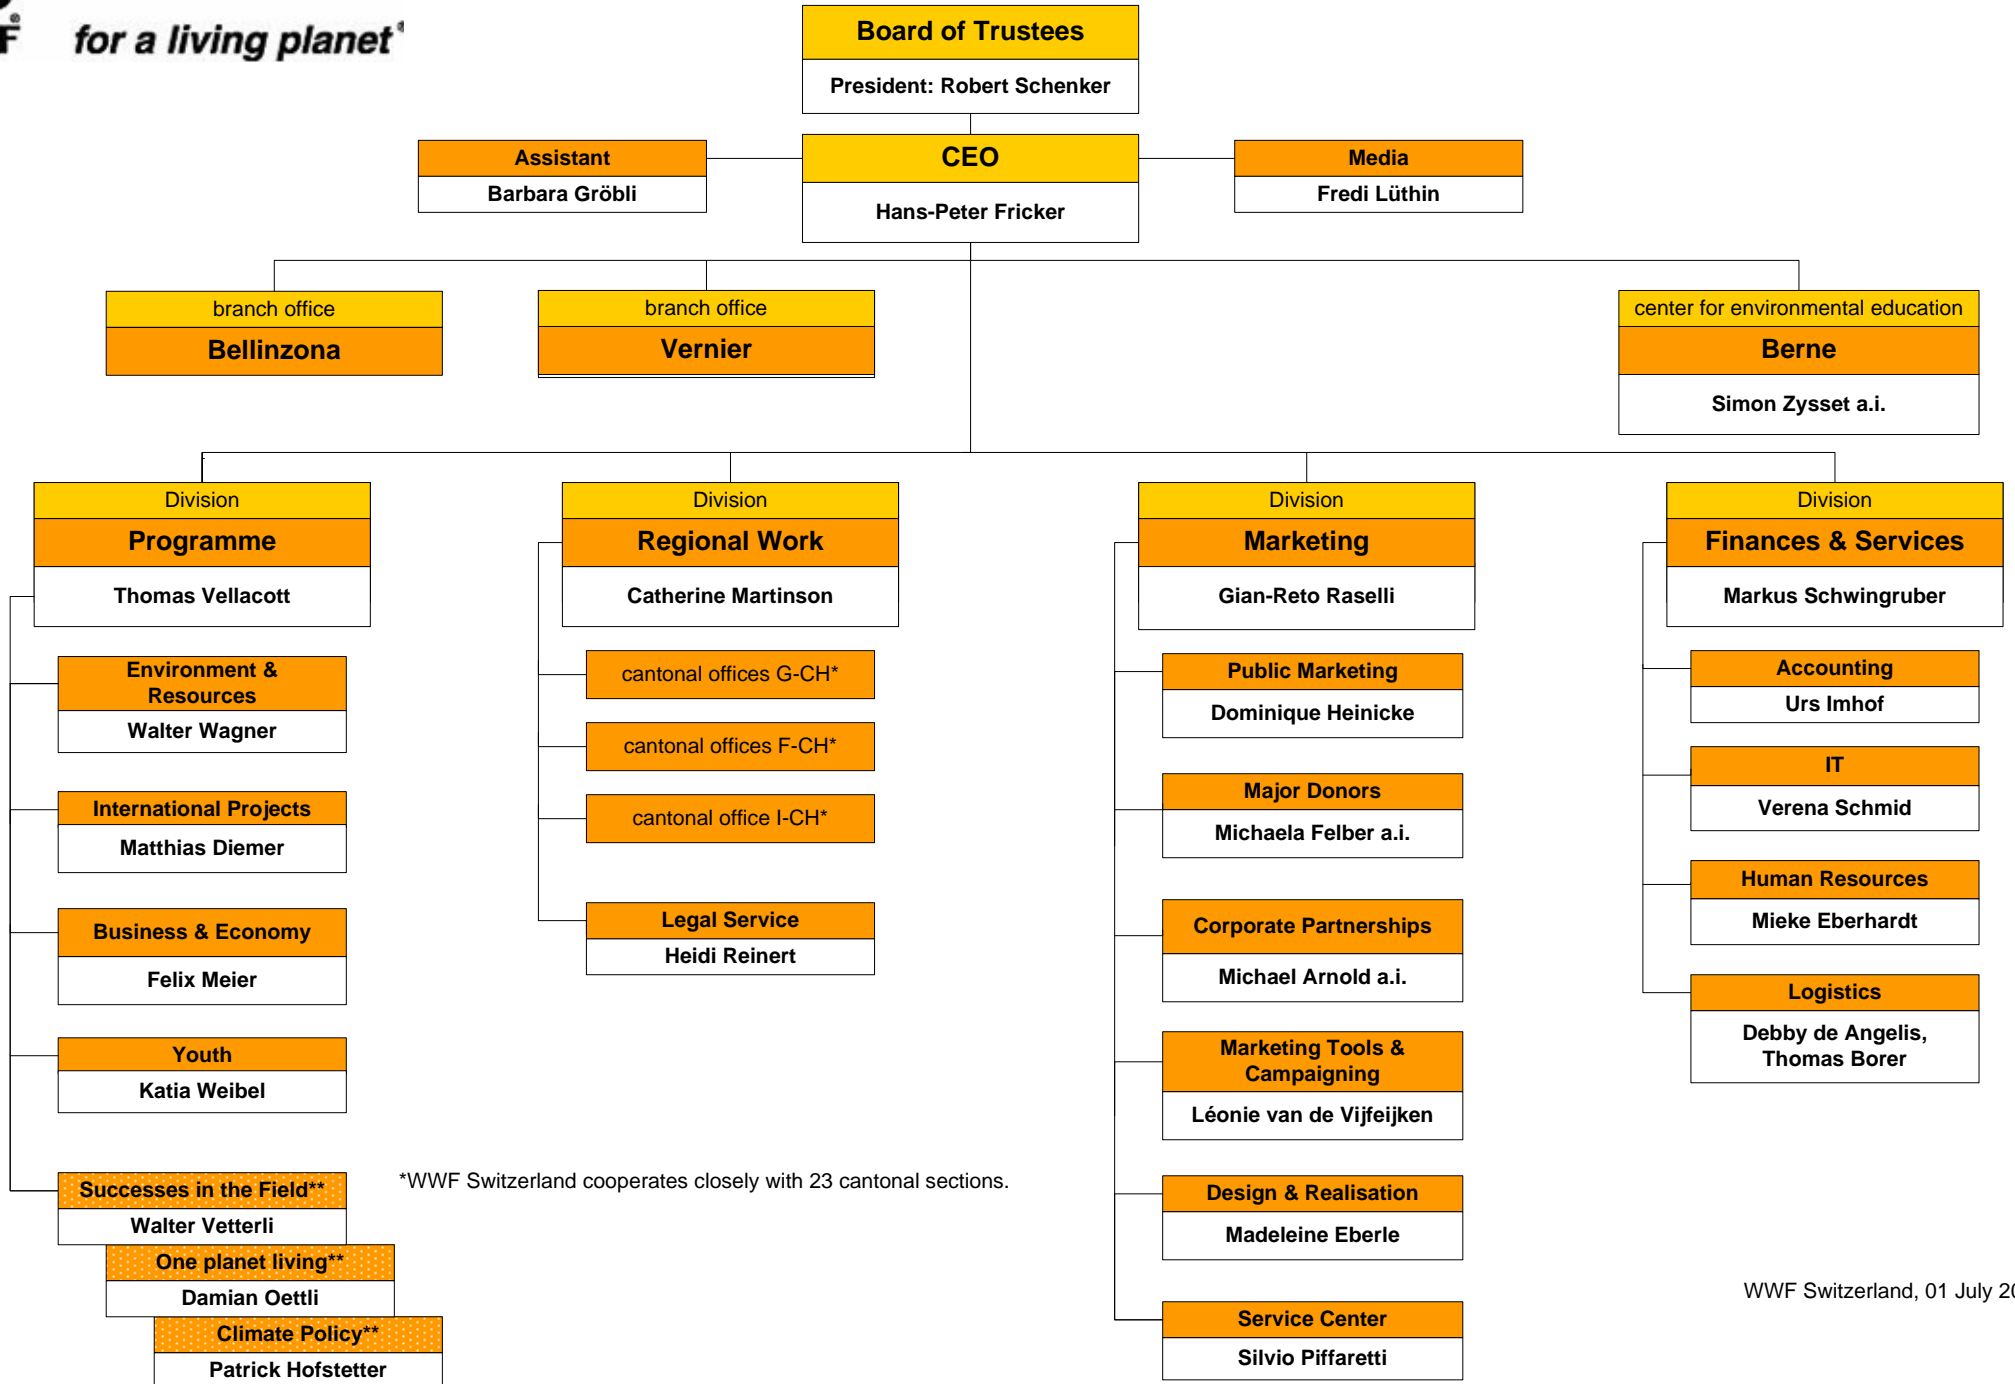 for a living planet®
Board of Trustees
President: Robert Schenker
Assistant
Barbara Gröbli
CEO
Hans-Peter Fricker
Media
Fredi Lüthin
branch office
Bellinzona
branch office
Vernier
center for environmental education
Berne
Simon Zysset a.i.
Division
Programme
Thomas Vellacott
Environment &
Resources
Walter Wagner
International Projects
Matthias Diemer
Business & Economy
Felix Meier
Youth
Katia Weibel
Successes in the Field**
Walter Vetterli
One planet living**
Damian Oettli
Climate Policy**
Patrick Hofstetter
Division
Regional Work
Catherine Martinson
cantonal offices G-CH*
cantonal offices F-CH*
cantonal office I-CH*
Legal Service
Heidi Reinert
*WWF Switzerland cooperates closely with 23 cantonal sections.
Division
Marketing
Gian-Reto Raselli
Public Marketing
Dominique Heinicke
Major Donors
Michaela Felber a.i.
Corporate Partnerships
Michael Arnold a.i.
Marketing Tools &
Campaigning
Léonie van de Vijfeijken
Design & Realisation
Madeleine Eberle
Service Center
Silvio Piffaretti
Division
Finances & Services
Markus Schwingruber
Accounting
Urs Imhof
IT
Verena Schmid
Human Resources
Mieke Eberhardt
Logistics
Debby de Angelis,
Thomas Borer
WWF Switzerland, 01 July